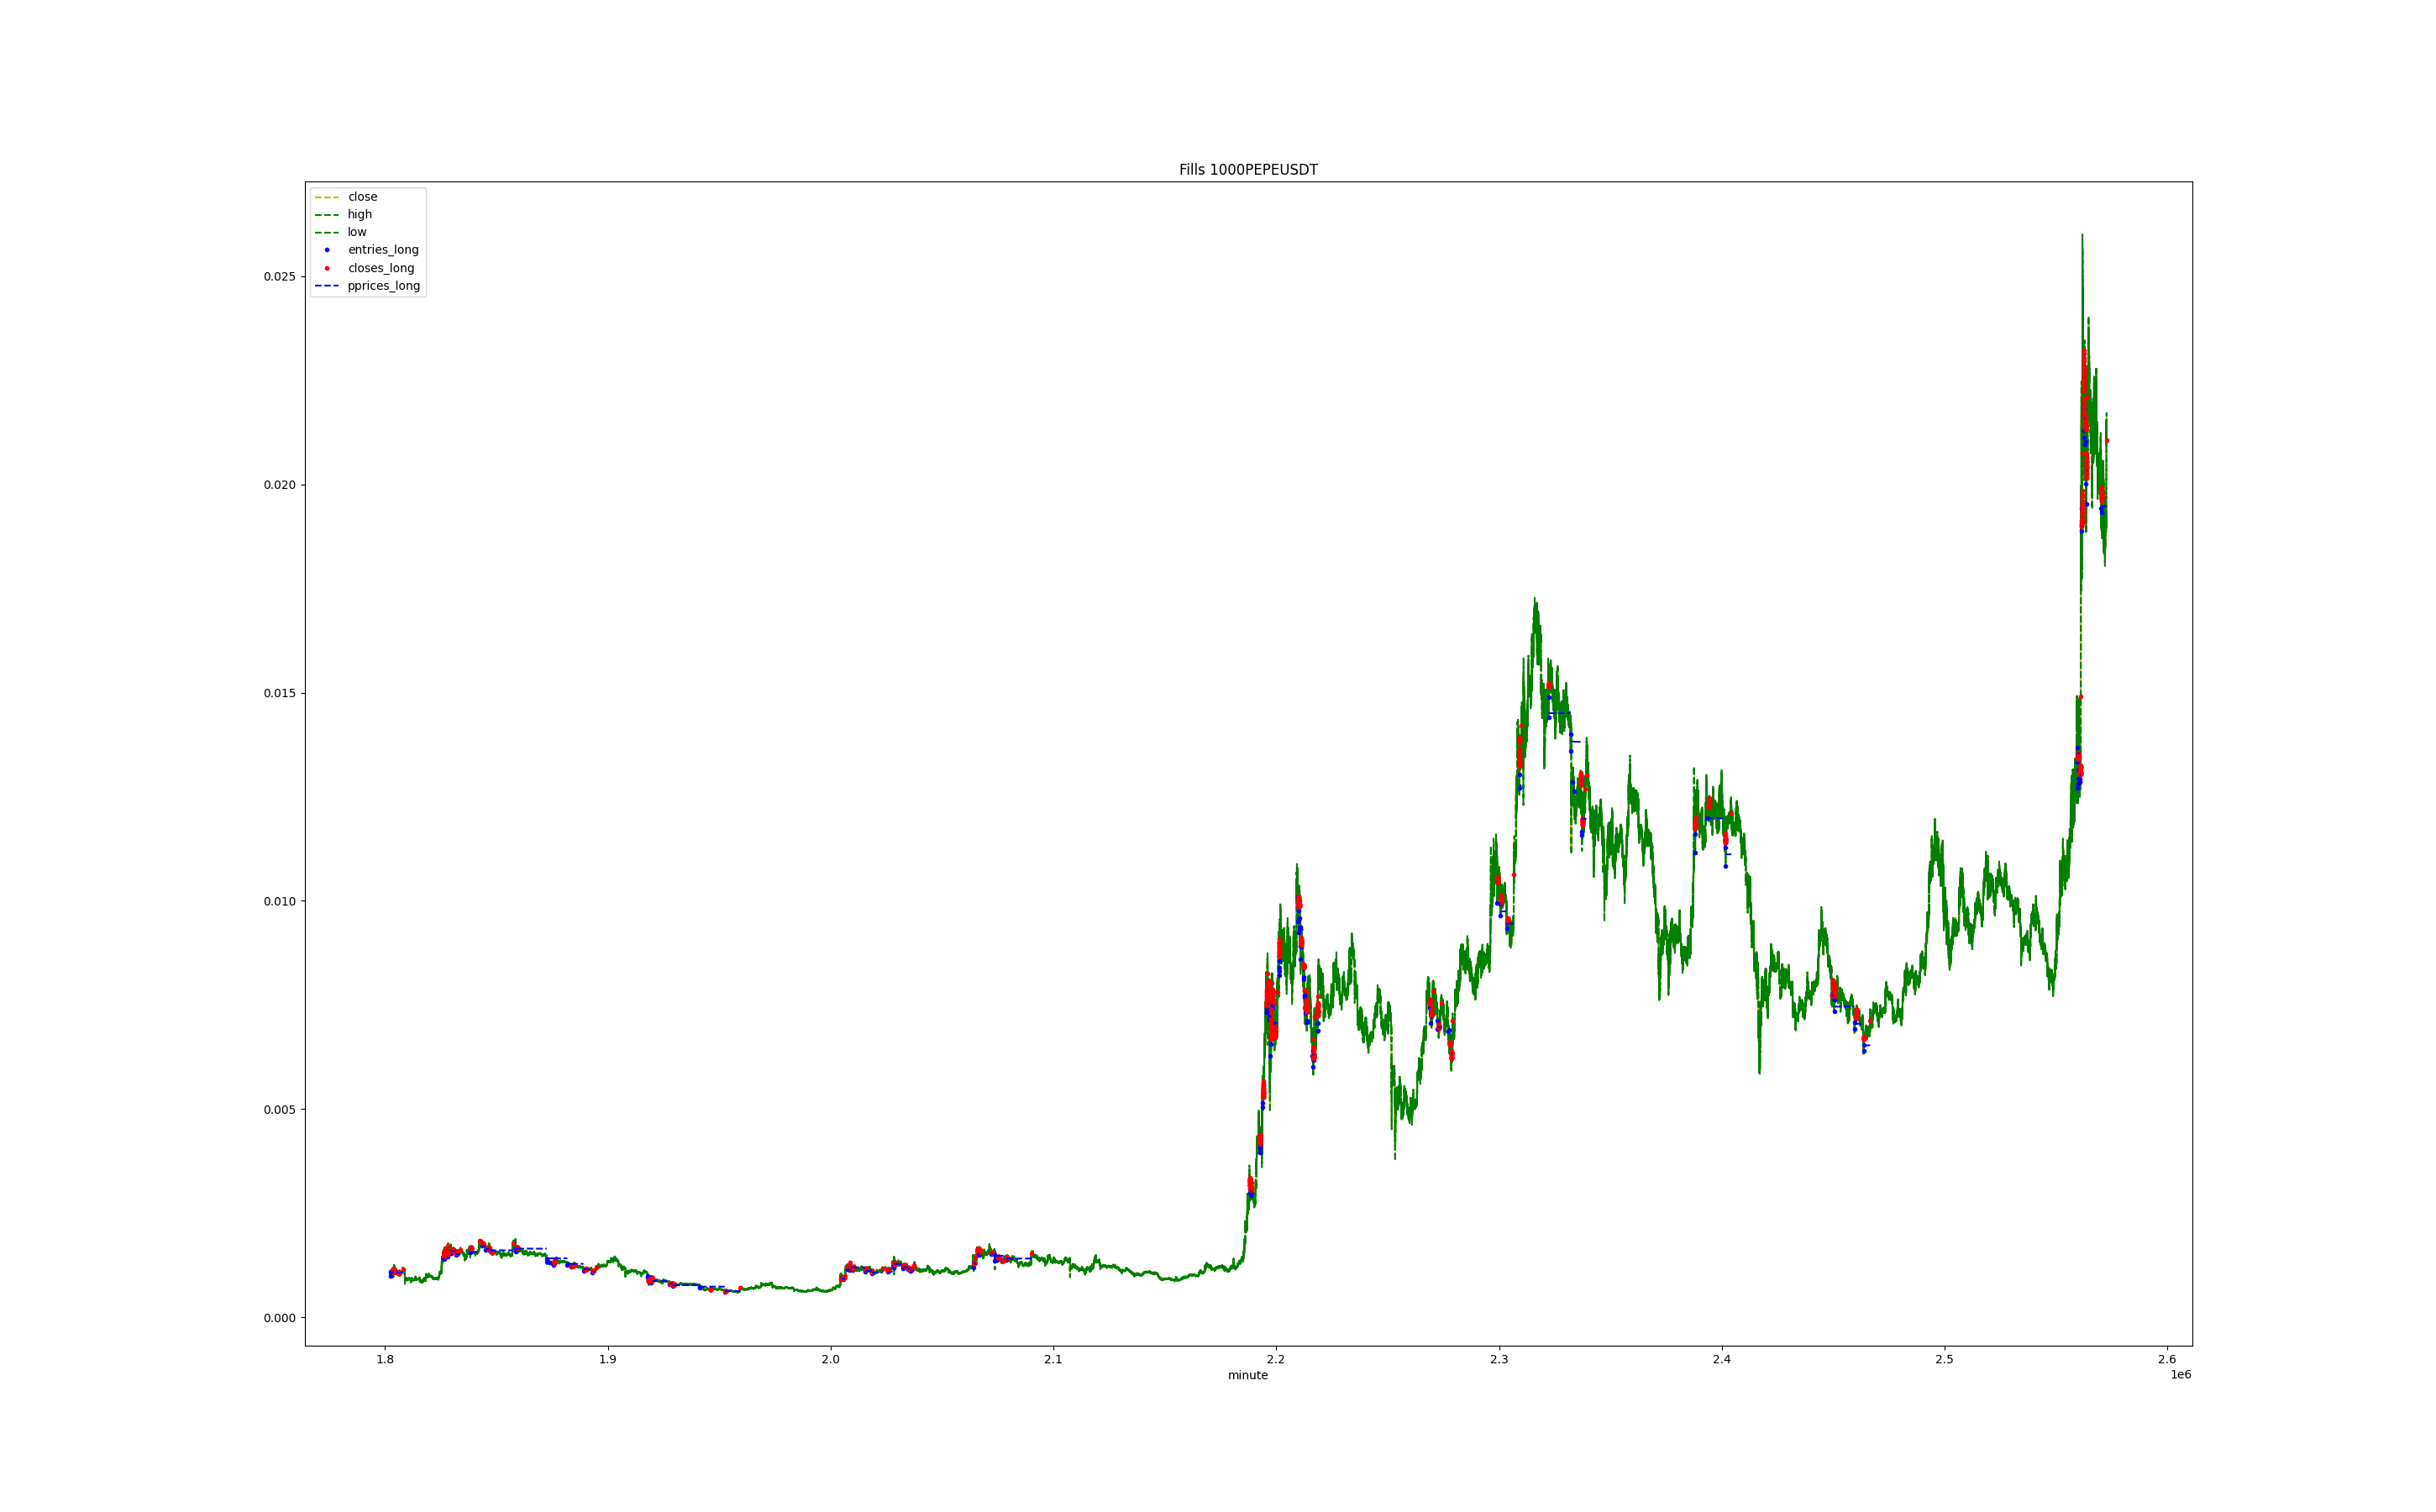 Fills 1000PEPEUSDT
close
high
low
entries_long
closes_long
pprices_long
0.025
0.020
0.015
0.010
0.005
0.000
1.8 1.9 2.0 2.1 2.2 2.3 2.4 2.5 2.6
minute 1e6